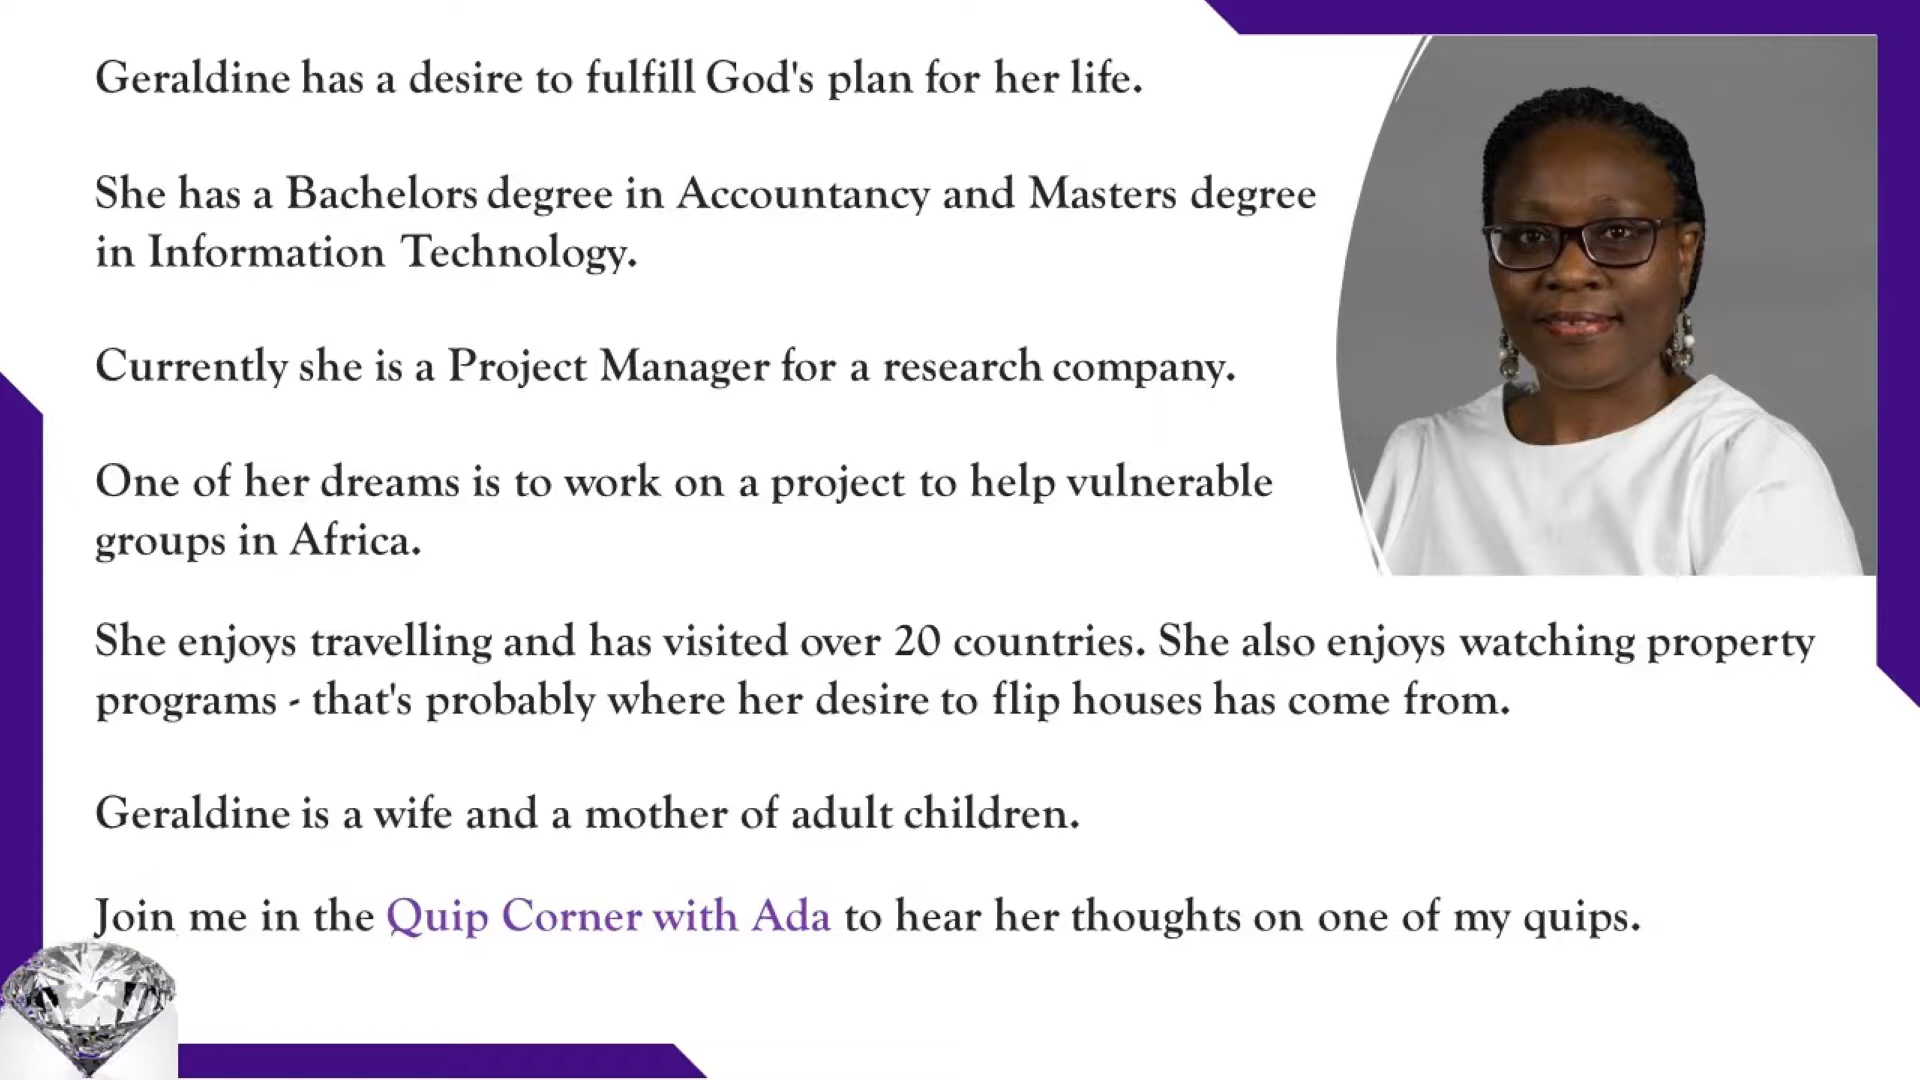 Geraldine has a desire to fulfill God's plan for her life.
She has a Bachelors degree in Accountancy and Masters degree
in Information Technology.
Currently she is a Project Manager for a research company.
One of her dreams is to work on a project to help vulnerable
groups in Africa.
She enjoys travelling and has visited over 20 countries. She also enjoys watching property
programs - that's probably where her desire to flip houses has come from.
Geraldine is a wife and a mother of adult children.
Join me in the Quip Corner with Ada to hear her thoughts on one of my quips.